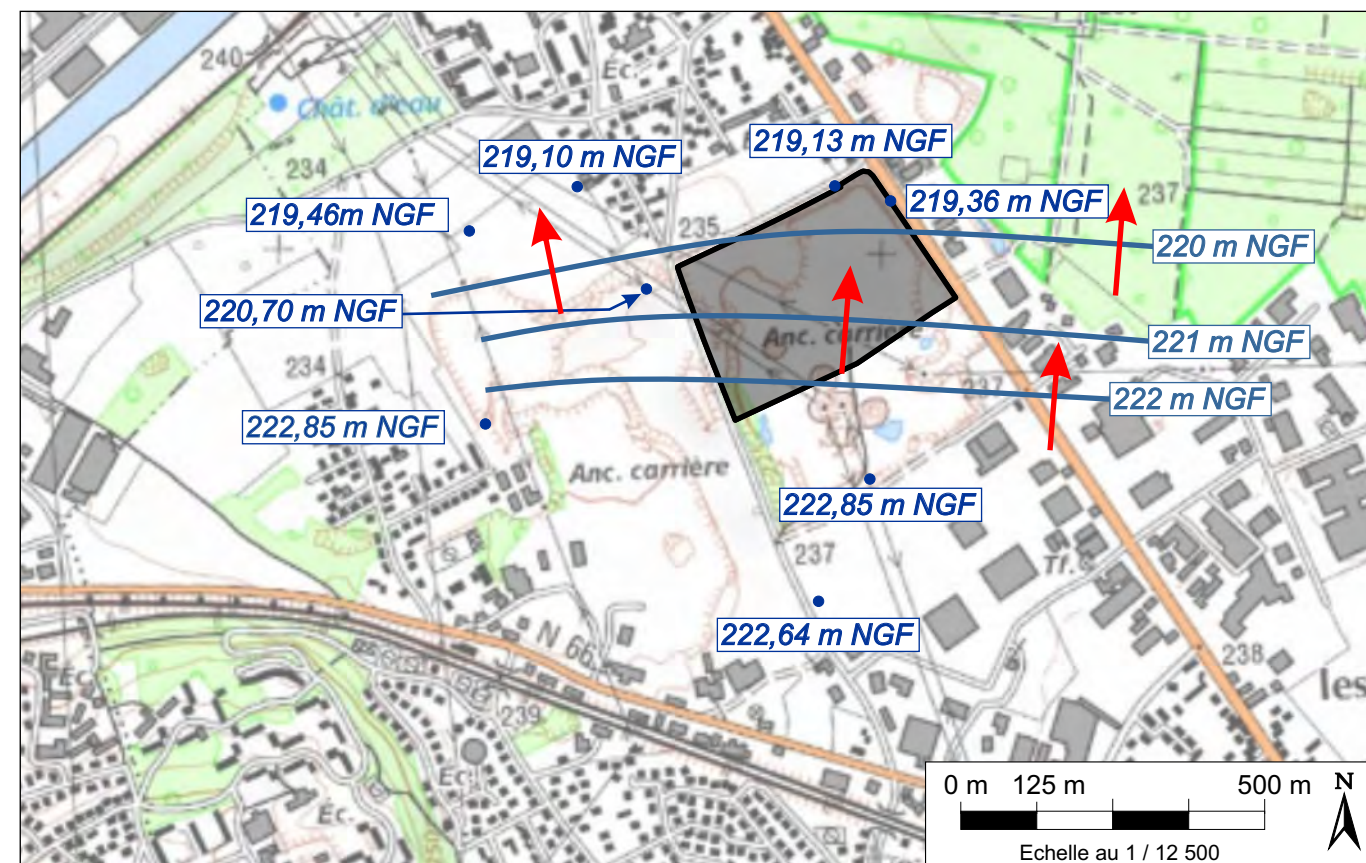 240
Éc.
Chât. d'eau
219,10 m NGF
219,13 m NGF
234
237
219,46m NGF
219,36 m NGF
235
220 m NGF
220,70 m NGF
Anc. carrière
221 m NGF
234
237
222 m NGF
222,85 m NGF
Anc. carrière
222,85 m NGF
237
Tf.
222,64 m NGF
N 66
238
Éc.
les
239
Éc.
Éc.
0 m 125 m 500 m
N
Echelle au 1 / 12 500